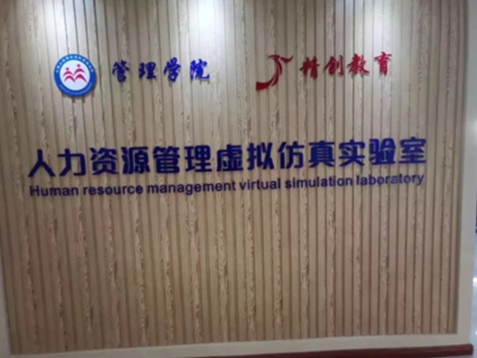 管理学院 精创教育
人力资源管理虚拟仿真实验室
Human resource management virtual simulation laboratory